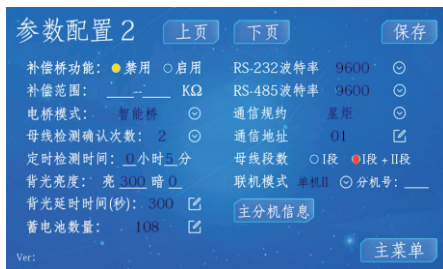 参数配置2 上页 下页 保存
补偿桥功能: 禁用 启用
补偿范围: -- KΩ
电桥模式: 智能桥
母线检测确认次数: 2
定时检测时间: 0小时5分
背光亮度: 亮 300 暗 0
背光延时时间(秒): 300
蓄电池数量: 108
RS-232波特率 9600
RS-485波特率 9600
通信规约 星炬
通信地址 01
母线段数 I段 I段+II段
联机模式 单机II 分机号:
主分机信息
Ver: 主菜单